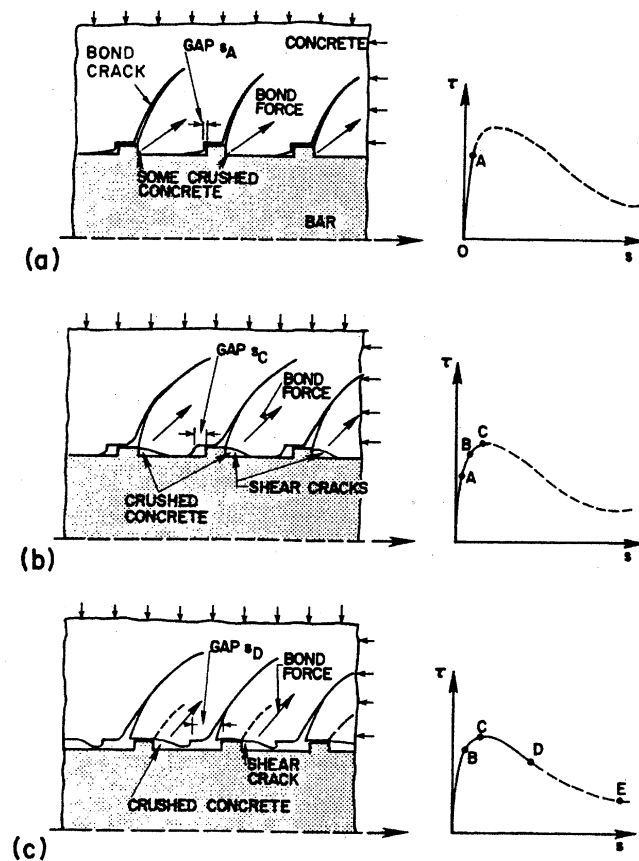 GAP sA
CONCRETE
BOND
CRACK
BOND
FORCE
SOME CRUSHED
CONCRETE
BAR
(a)
τ
A
O
s
GAP sC
BOND
FORCE
CRUSHED
CONCRETE
SHEAR CRACKS
(b)
τ
C
B
A
s
GAP sD
BOND
FORCE
SHEAR
CRACK
CRUSHED CONCRETE
(c)
τ
C
B
D
E
s